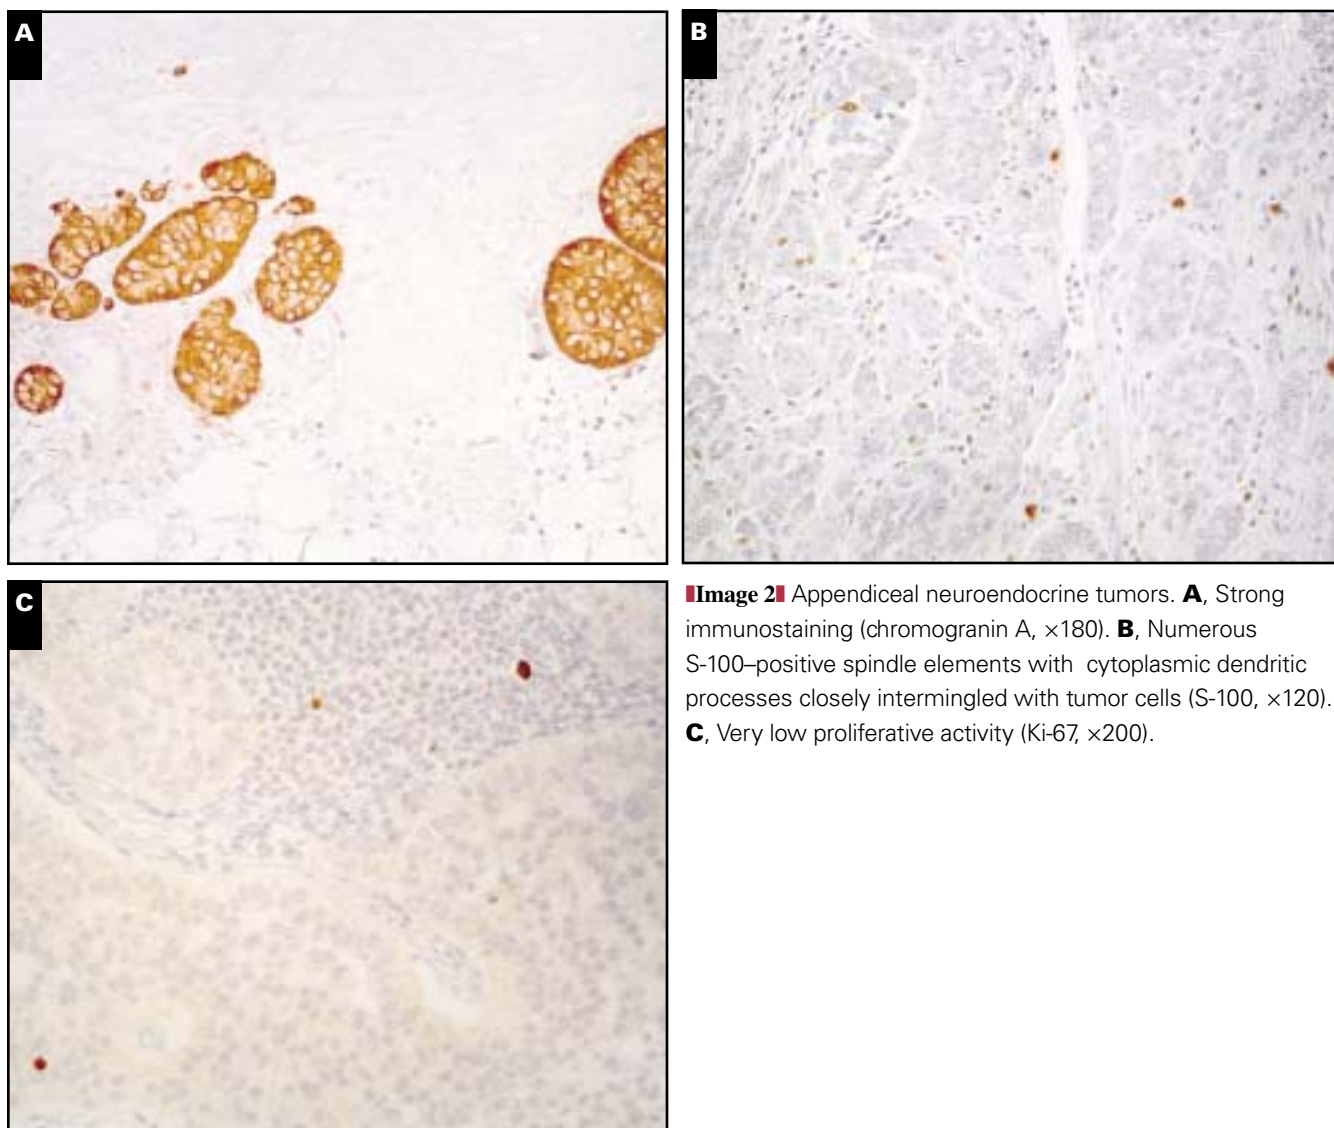 A
B
C
Image 2 Appendiceal neuroendocrine tumors. A, Strong
immunostaining (chromogranin A, ×180). B, Numerous
S-100–positive spindle elements with cytoplasmic dendritic
processes closely intermingled with tumor cells (S-100, ×120).
C, Very low proliferative activity (Ki-67, ×200).